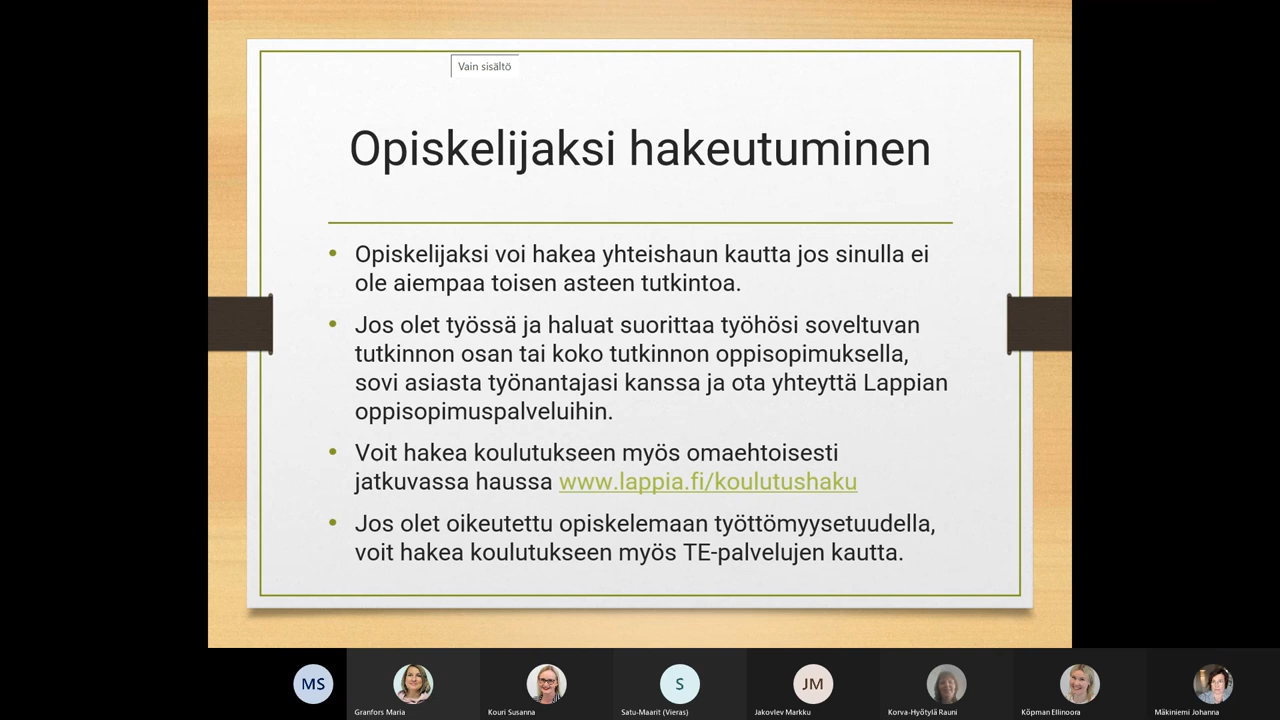 Vain sisältö
Opiskelijaksi hakeutuminen
• Opiskelijaksi voi hakea yhteishaun kautta jos sinulla ei
ole aiempaa toisen asteen tutkintoa.
• Jos olet työssä ja haluat suorittaa työhösi soveltuvan
tutkinnon osan tai koko tutkinnon oppisopimuksella,
sovi asiasta työnantajasi kanssa ja ota yhteyttä Lappian
oppisopimuspalveluihin.
• Voit hakea koulutukseen myös omaehtoisesti
jatkuvassa haussa www.lappia.fi/koulutushaku
• Jos olet oikeutettu opiskelemaan työttömyysetuudella,
voit hakea koulutukseen myös TE-palvelujen kautta.
MS
S
JM
Granfors Maria
Kouri Susanna
Satu-Maarit (Vieras)
Jakovlev Markku
Korva-Hyötylä Rauni
Köpman Ellinoora
Mäkiniemi Johanna